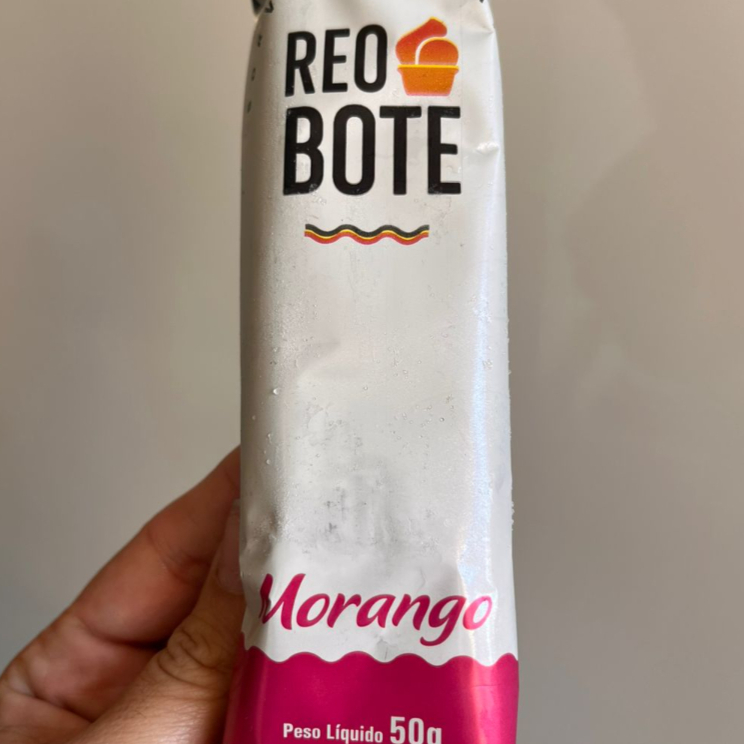 REO
BOTE
Morango
Peso Líquido 50g